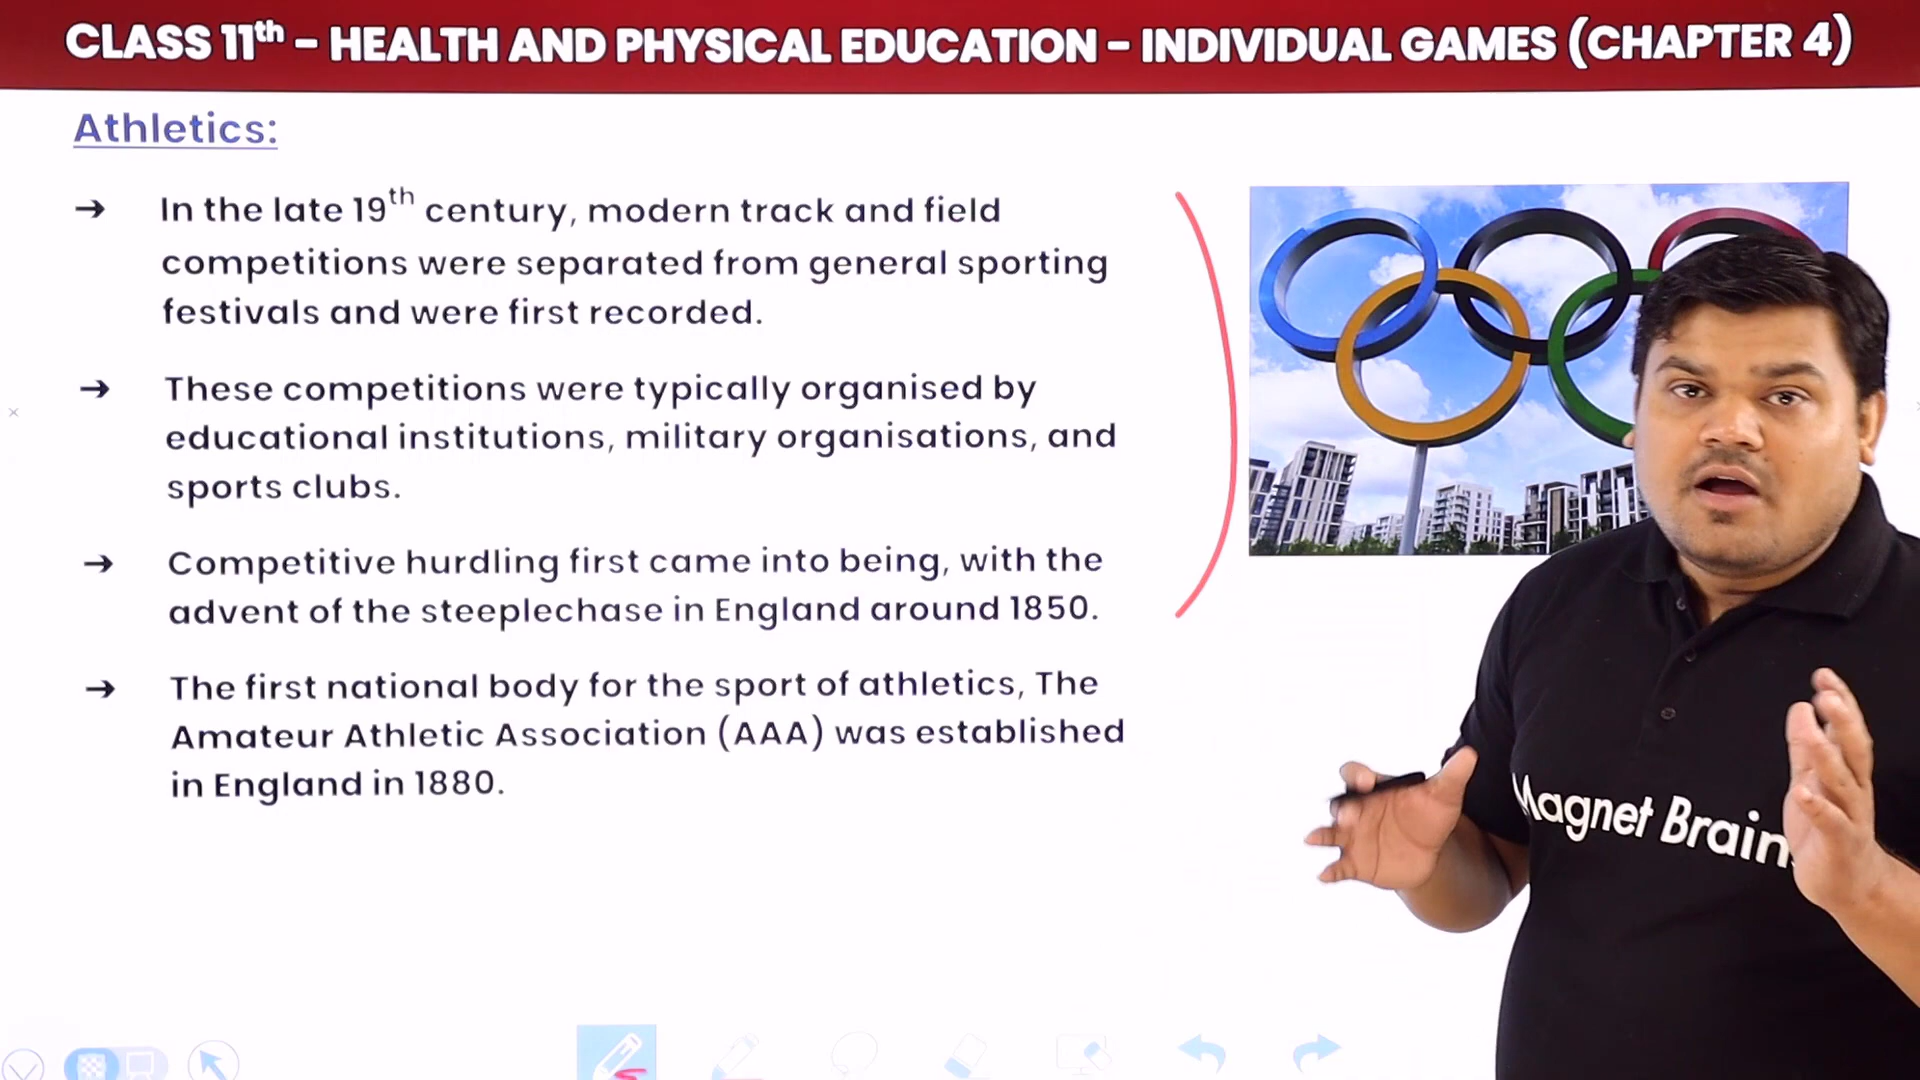 CLASS 11th – HEALTH AND PHYSICAL EDUCATION – INDIVIDUAL GAMES (CHAPTER 4)
Athletics:
➔ In the late 19th century, modern track and field
competitions were separated from general sporting
festivals and were first recorded.
➔ These competitions were typically organised by
educational institutions, military organisations, and
sports clubs.
➔ Competitive hurdling first came into being, with the
advent of the steeplechase in England around 1850.
➔ The first national body for the sport of athletics, The
Amateur Athletic Association (AAA) was established
in England in 1880.
Magnet Brain